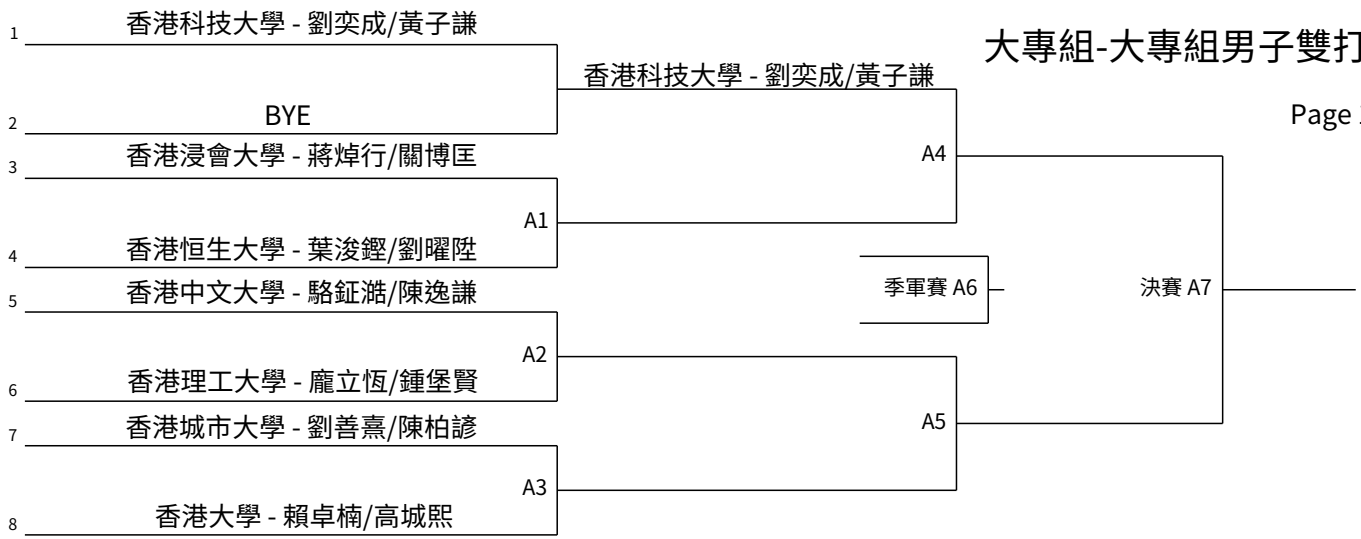 大專組-大專組男子雙打
Page
1 香港科技大學 - 劉奕成/黃子謙
香港科技大學 - 劉奕成/黃子謙
2 BYE
3 香港浸會大學 - 蔣焯行/關博匡
A4
A1
4 香港恒生大學 - 葉浚鏗/劉曜陞
5 香港中文大學 - 駱鉦澔/陳逸謙
季軍賽 A6
決賽 A7
A2
6 香港理工大學 - 龐立恆/鍾堡賢
7 香港城市大學 - 劉善熹/陳柏諺
A5
A3
8 香港大學 - 賴卓楠/高城熙